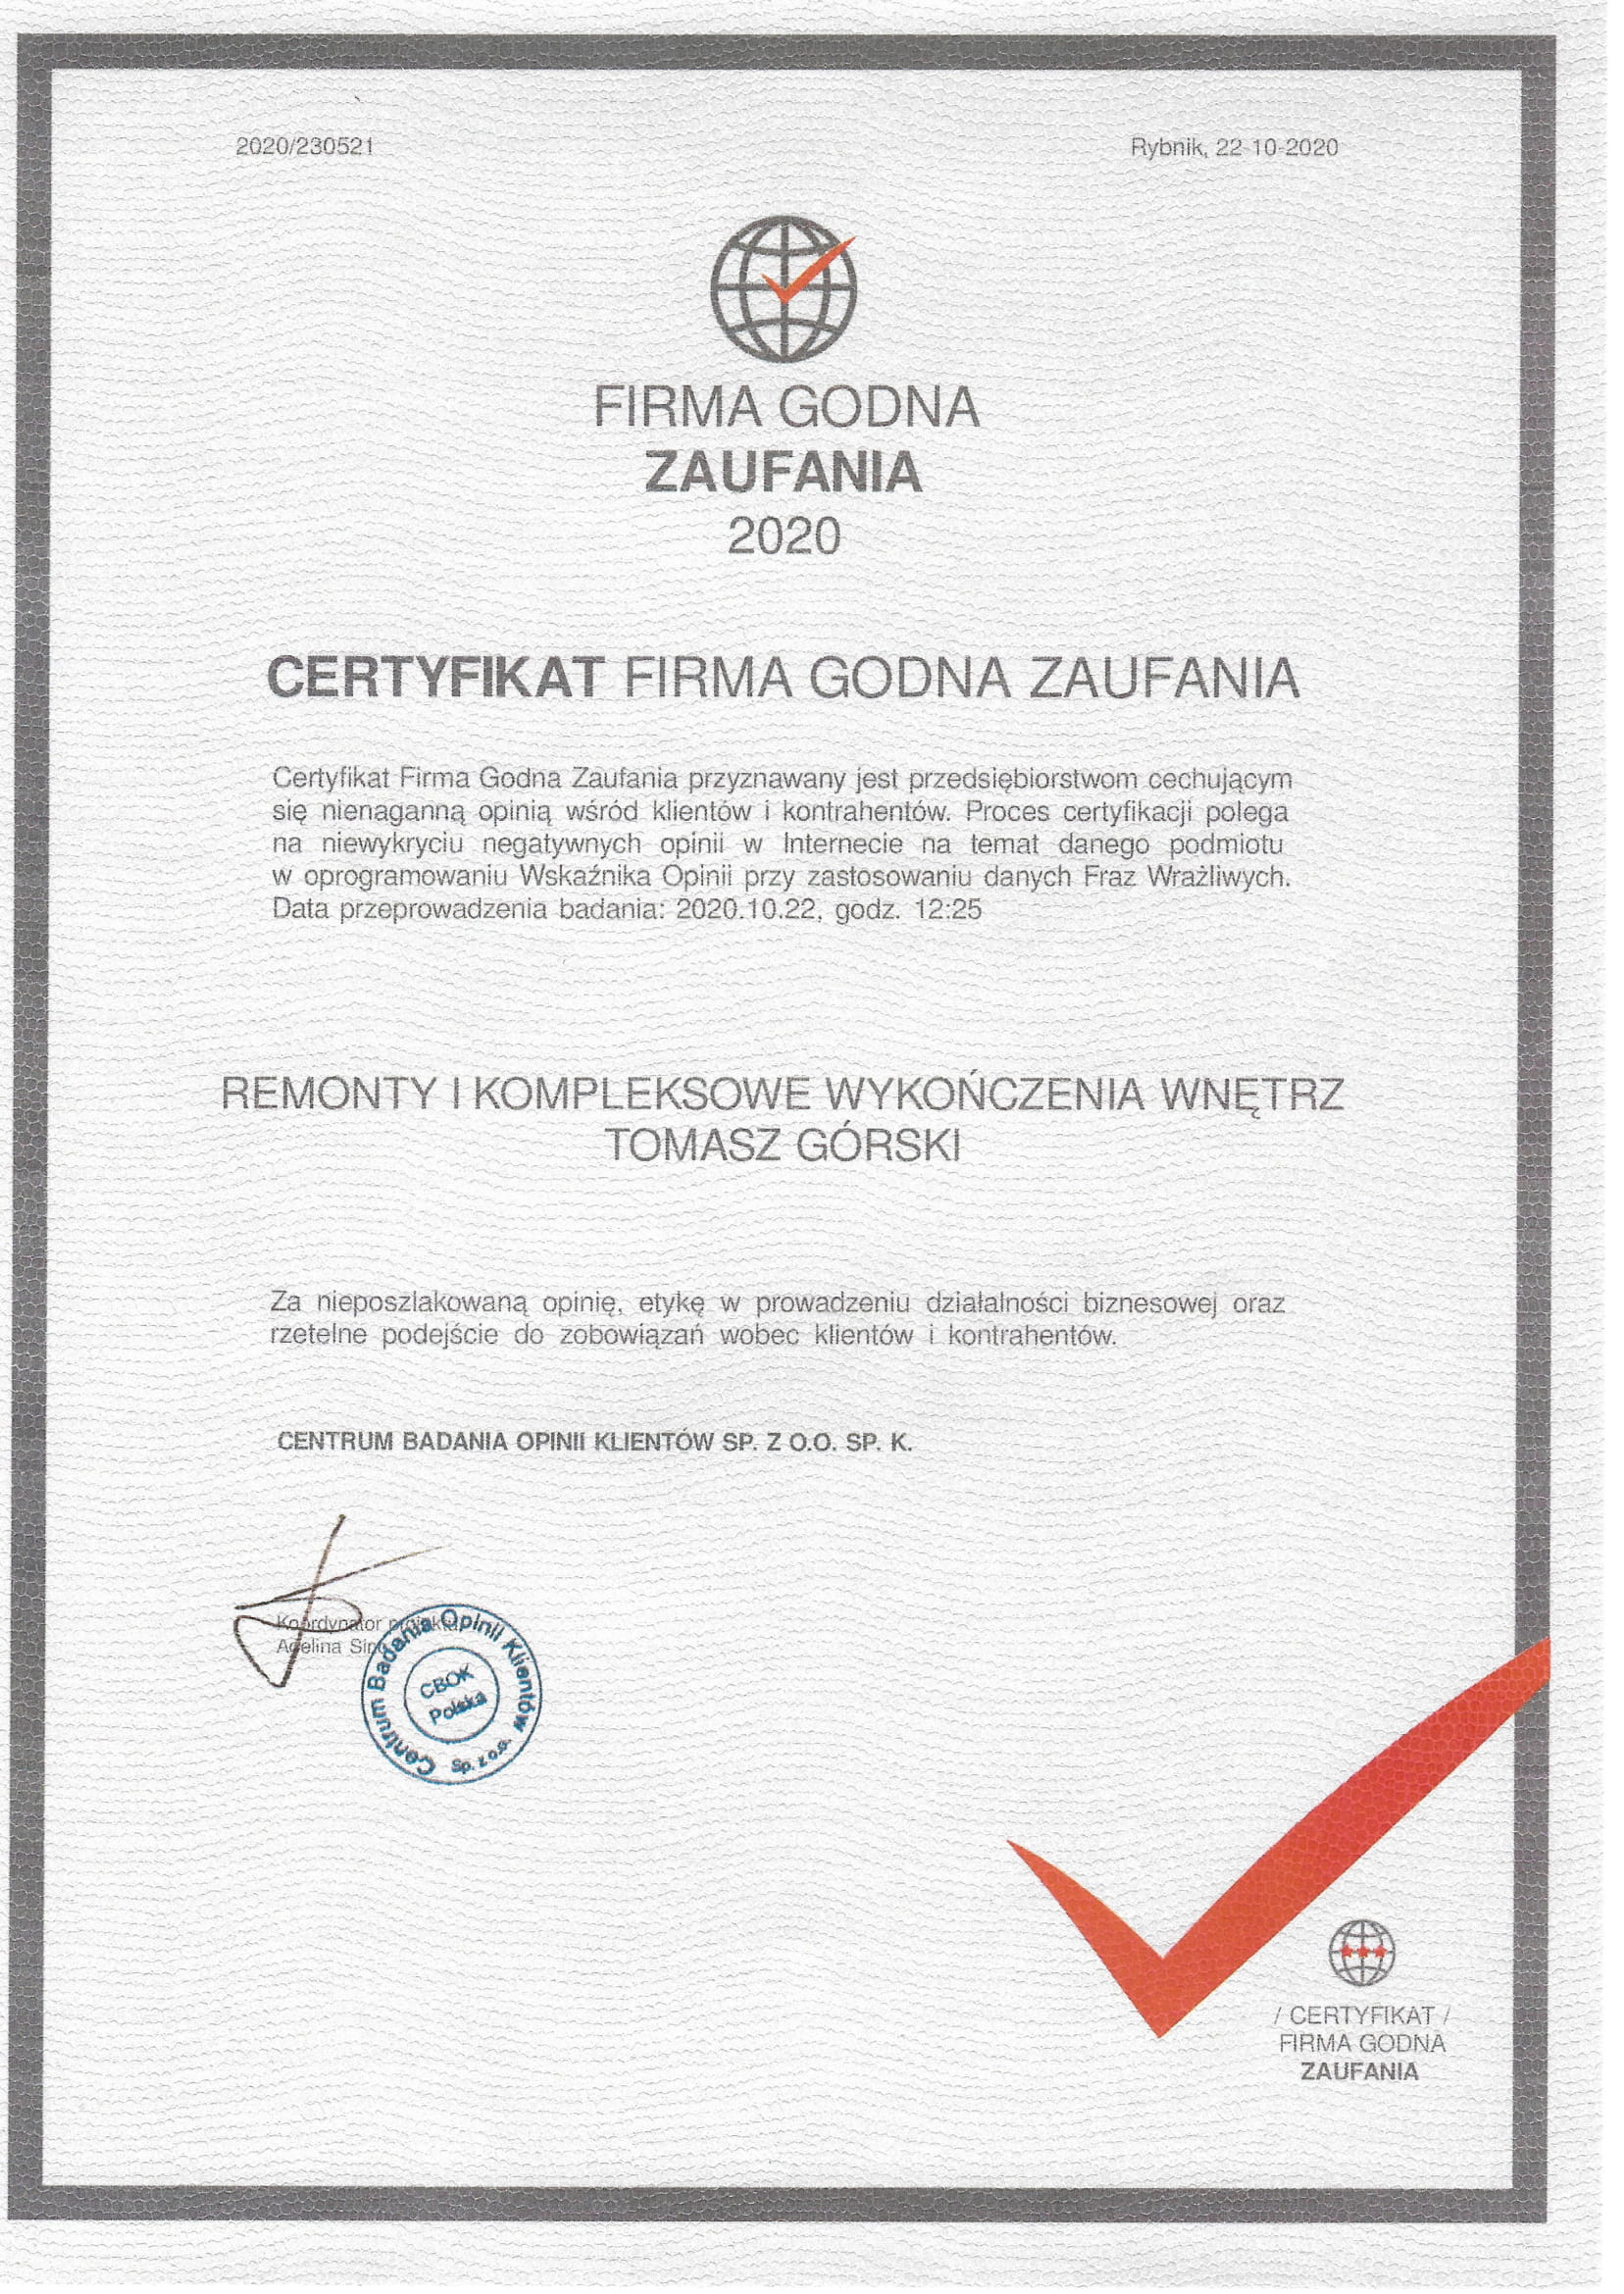 2020/230521
Rybnik, 22-10-2020
FIRMA GODNA
ZAUFANIA
2020
CERTYFIKAT FIRMA GODNA ZAUFANIA
Certyfikat Firma Godna Zaufania przyznawany jest przedsiębiorstwom cechującym
się nienaganną opinią wśród klientów i kontrahentów. Proces certyfikacji polega
na niewykryciu negatywnych opinii w Internecie na temat danego podmiotu
w oprogramowaniu Wskaźnika Opinii przy zastosowaniu danych Fraz Wrażliwych.
Data przeprowadzenia badania: 2020.10.22, godz. 12:25
REMONTY I KOMPLEKSOWE WYKOŃCZENIA WNĘTRZ
TOMASZ GÓRSKI
Za nieposzlakowaną opinię, etykę w prowadzeniu działalności biznesowej oraz
rzetelne podejście do zobowiązań wobec klientów i kontrahentów.
CENTRUM BADANIA OPINII KLIENTÓW SP. Z O.O. SP. K.
Koordynator projektu
Adelina
Centrum Badania Opinii Klientów
Sp. z o.o.
CBOK
Polska
/ CERTYFIKAT /
FIRMA GODNA
ZAUFANIA